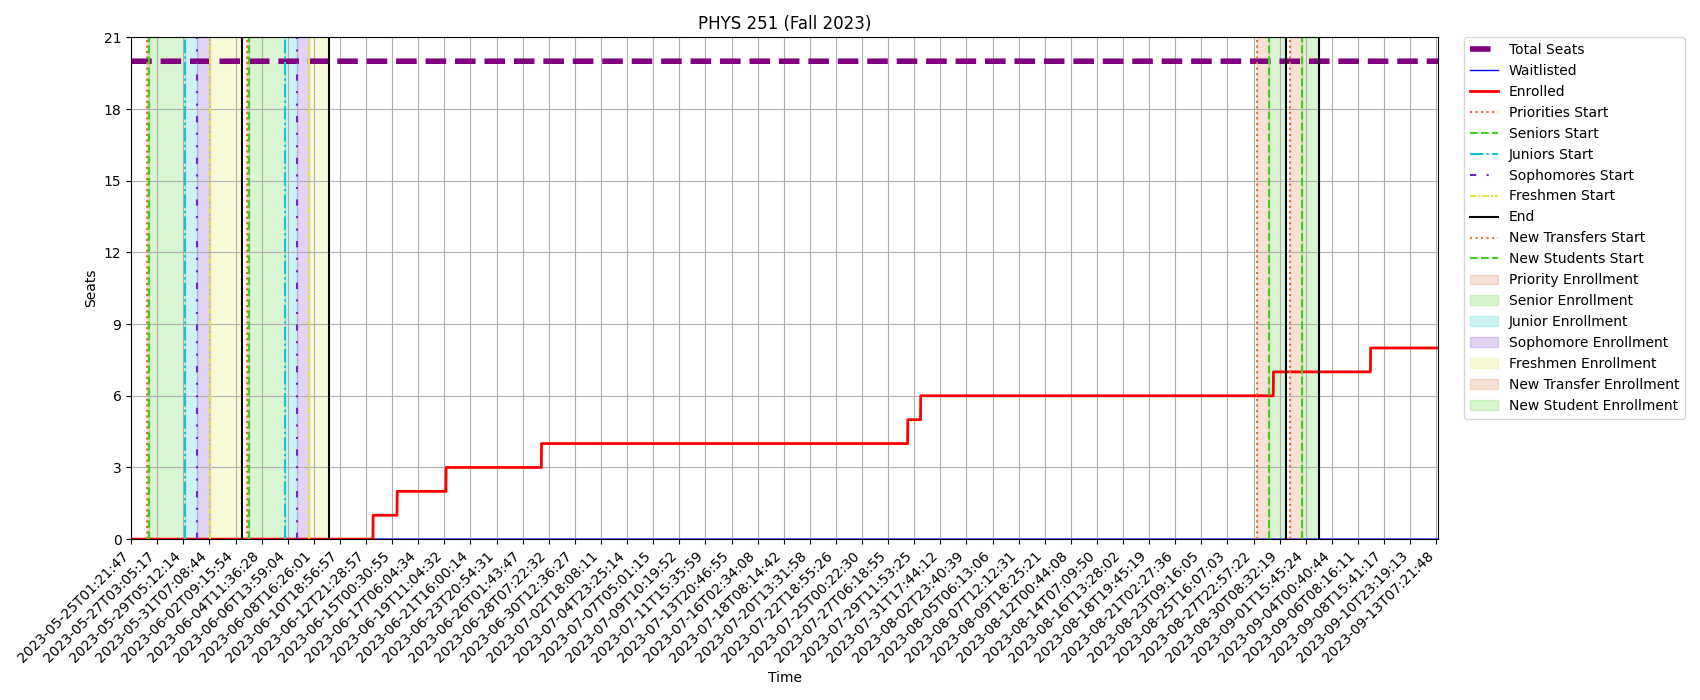 PHYS 251 (Fall 2023)
21
18
15
12
9
6
3
0
Seats
2023-05-25T01:21:47
2023-05-27T03:05:17
2023-05-29T05:12:14
2023-05-31T07:08:44
2023-06-02T09:15:54
2023-06-04T11:36:28
2023-06-06T13:59:04
2023-06-08T16:26:01
2023-06-10T18:56:57
2023-06-12T21:28:57
2023-06-15T00:30:55
2023-06-17T06:04:34
2023-06-19T11:04:32
2023-06-21T16:00:14
2023-06-23T20:54:31
2023-06-26T01:43:47
2023-06-28T07:22:32
2023-06-30T12:36:27
2023-07-02T18:08:11
2023-07-04T23:25:14
2023-07-07T05:01:15
2023-07-09T10:19:52
2023-07-11T15:35:59
2023-07-13T20:46:55
2023-07-16T02:34:08
2023-07-18T08:14:42
2023-07-20T13:31:58
2023-07-22T18:55:26
2023-07-25T00:22:30
2023-07-27T06:18:55
2023-07-29T11:53:25
2023-07-31T17:44:12
2023-08-02T23:40:39
2023-08-05T06:13:06
2023-08-07T12:12:31
2023-08-09T18:25:21
2023-08-12T00:44:08
2023-08-14T07:09:50
2023-08-16T13:28:02
2023-08-18T19:45:19
2023-08-21T02:27:36
2023-08-23T09:16:05
2023-08-25T16:07:03
2023-08-27T22:57:22
2023-08-30T08:32:19
2023-09-01T15:45:24
2023-09-04T00:40:44
2023-09-06T08:16:11
2023-09-08T15:41:17
2023-09-10T23:19:13
2023-09-13T07:21:48
Time
Total Seats
Waitlisted
Enrolled
Priorities Start
Seniors Start
Juniors Start
Sophomores Start
Freshmen Start
End
New Transfers Start
New Students Start
Priority Enrollment
Senior Enrollment
Junior Enrollment
Sophomore Enrollment
Freshmen Enrollment
New Transfer Enrollment
New Student Enrollment